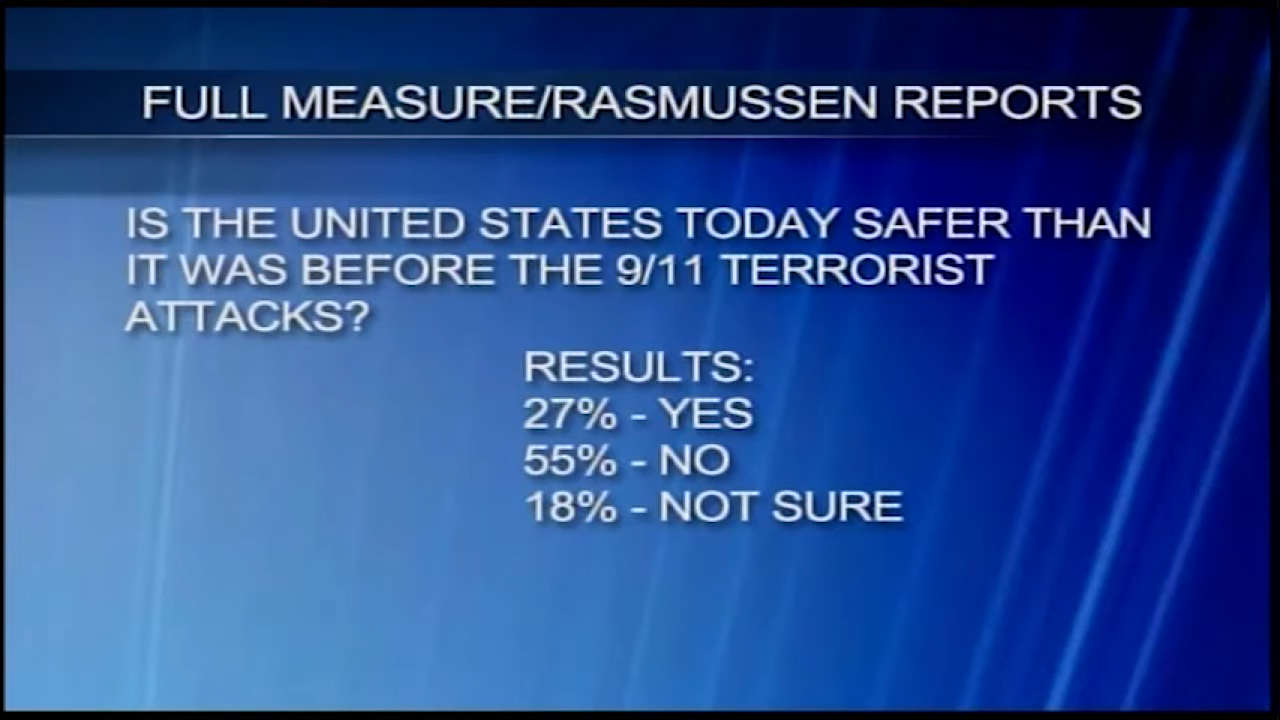 FULL MEASURE/RASMUSSEN REPORTS
IS THE UNITED STATES TODAY SAFER THAN
IT WAS BEFORE THE 9/11 TERRORIST
ATTACKS?
RESULTS:
27% - YES
55% - NO
18% - NOT SURE